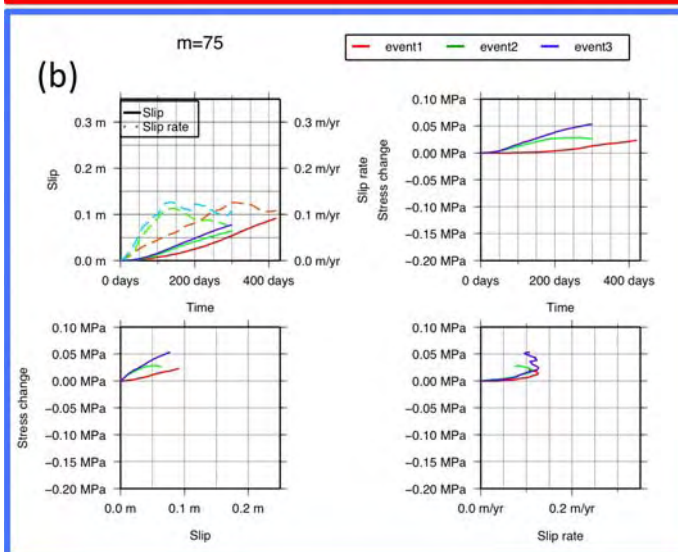 m=75
event1 event2 event3
(b)
Slip
Slip rate
0.3 m
0.2 m
0.1 m
0.0 m
Slip
0.3 m/yr
0.2 m/yr
0.1 m/yr
0.0 m/yr
Slip rate
0 days 200 days 400 days
Time
0.10 MPa
0.05 MPa
0.00 MPa
−0.05 MPa
−0.10 MPa
−0.15 MPa
−0.20 MPa
Stress change
0 days 200 days 400 days
Time
0.10 MPa
0.05 MPa
0.00 MPa
−0.05 MPa
−0.10 MPa
−0.15 MPa
−0.20 MPa
Stress change
0.0 m 0.1 m 0.2 m
Slip
0.10 MPa
0.05 MPa
0.00 MPa
−0.05 MPa
−0.10 MPa
−0.15 MPa
−0.20 MPa
Stress change
0.0 m/yr 0.2 m/yr
Slip rate